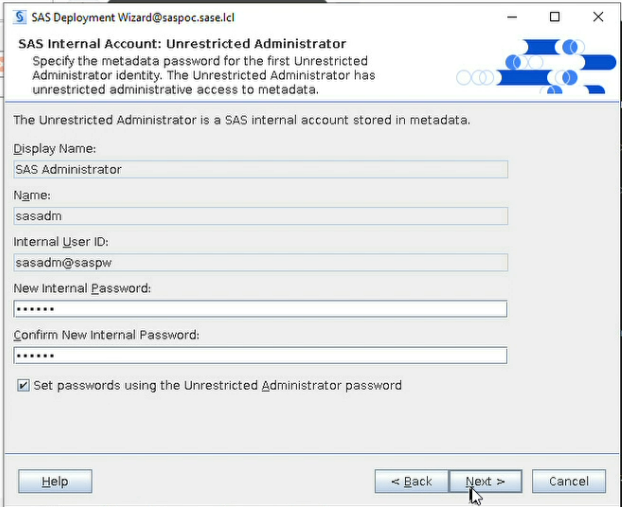 SAS Deployment Wizard@saspoc.sase.lcl
SAS Internal Account: Unrestricted Administrator
Specify the metadata password for the first Unrestricted
Administrator identity. The Unrestricted Administrator has
unrestricted administrative access to metadata.
The Unrestricted Administrator is a SAS internal account stored in metadata.
Display Name:
SAS Administrator
Name:
sasadm
Internal User ID:
sasadm@saspw
New Internal Password:
••••••
Confirm New Internal Password:
••••••
Set passwords using the Unrestricted Administrator password
Help
< Back
Next >
Cancel